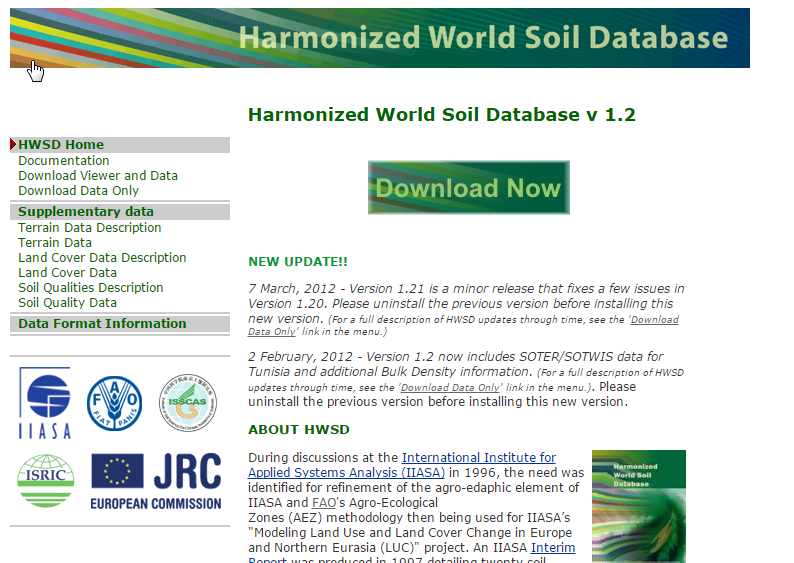 Harmonized World Soil Database
HWSD Home
Documentation
Download Viewer and Data
Download Data Only
Supplementary data
Terrain Data Description
Terrain Data
Land Cover Data Description
Land Cover Data
Soil Qualities Description
Soil Quality Data
Data Format Information
IIASA
FAO
FIAT PANIS
ISSCAS
ISRIC
JRC
EUROPEAN COMMISSION
Harmonized World Soil Database v 1.2
Download Now
NEW UPDATE!!
7 March, 2012 - Version 1.21 is a minor release that fixes a few issues in
Version 1.20. Please uninstall the previous version before installing this
new version. (For a full description of HWSD updates through time, see the 'Download
Data Only' link in the menu.)
2 February, 2012 - Version 1.2 now includes SOTER/SOTWIS data for
Tunisia and additional Bulk Density information. (For a full description of HWSD
updates through time, see the 'Download Data Only' link in the menu.). Please
uninstall the previous version before installing this new version.
ABOUT HWSD
During discussions at the International Institute for
Applied Systems Analysis (IIASA) in 1996, the need was
identified for refinement of the agro-edaphic element of
IIASA and FAO's Agro-Ecological
Zones (AEZ) methodology then being used for IIASA’s
"Modeling Land Use and Land Cover Change in Europe
and Northern Eurasia (LUC)" project. An IIASA Interim
Report was produced in 1997 detailing twenty soil
Harmonized
World Soil
Database